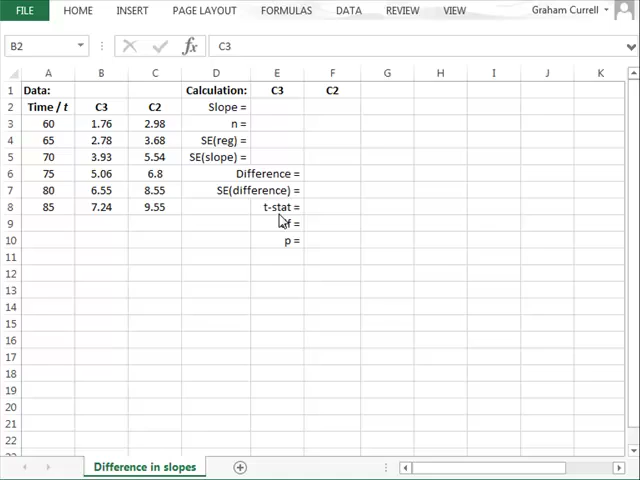 FILE HOME INSERT PAGE LAYOUT FORMULAS DATA REVIEW VIEW Graham Currell
B2 fx C3
A B C D E F G H I J K
1 Data: Calculation: C3 C2
2 Time / t C3 C2 Slope =
3 60 1.76 2.98 n =
4 65 2.78 3.68 SE(reg) =
5 70 3.93 5.54 SE(slope) =
6 75 5.06 6.8 Difference =
7 80 6.55 8.55 SE(difference) =
8 85 7.24 9.55 t-stat =
9 f =
10 p =
11
12
13
14
15
16
17
18
19
20
21
22
23
Difference in slopes